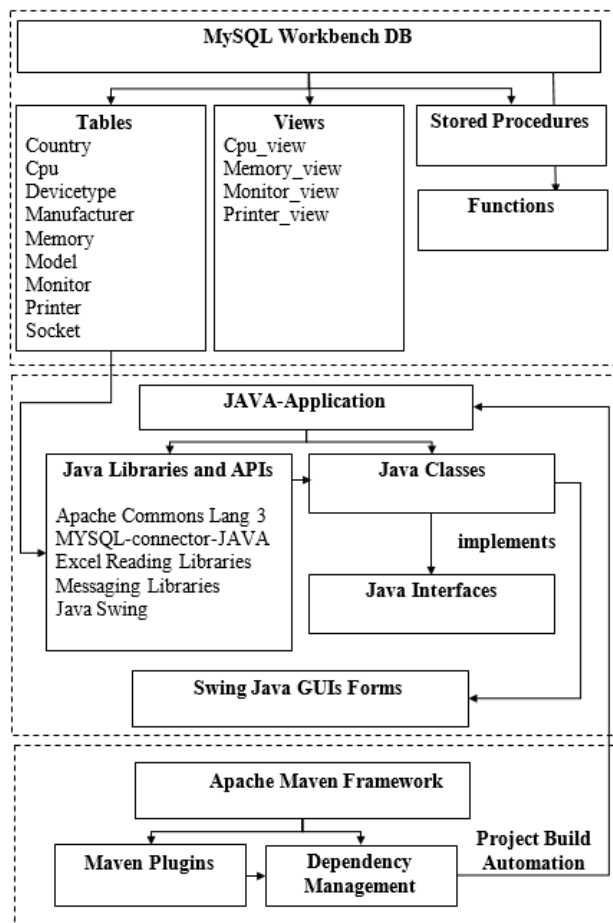 MySQL Workbench DB
Tables
Country
Cpu
Devicetype
Manufacturer
Memory
Model
Monitor
Printer
Socket
Views
Cpu_view
Memory_view
Monitor_view
Printer_view
Stored Procedures
Functions
JAVA-Application
Java Libraries and APIs
Apache Commons Lang 3
MYSQL-connector-JAVA
Excel Reading Libraries
Messaging Libraries
Java Swing
Java Classes
implements
Java Interfaces
Swing Java GUIs Forms
Apache Maven Framework
Maven Plugins
Dependency
Management
Project Build
Automation